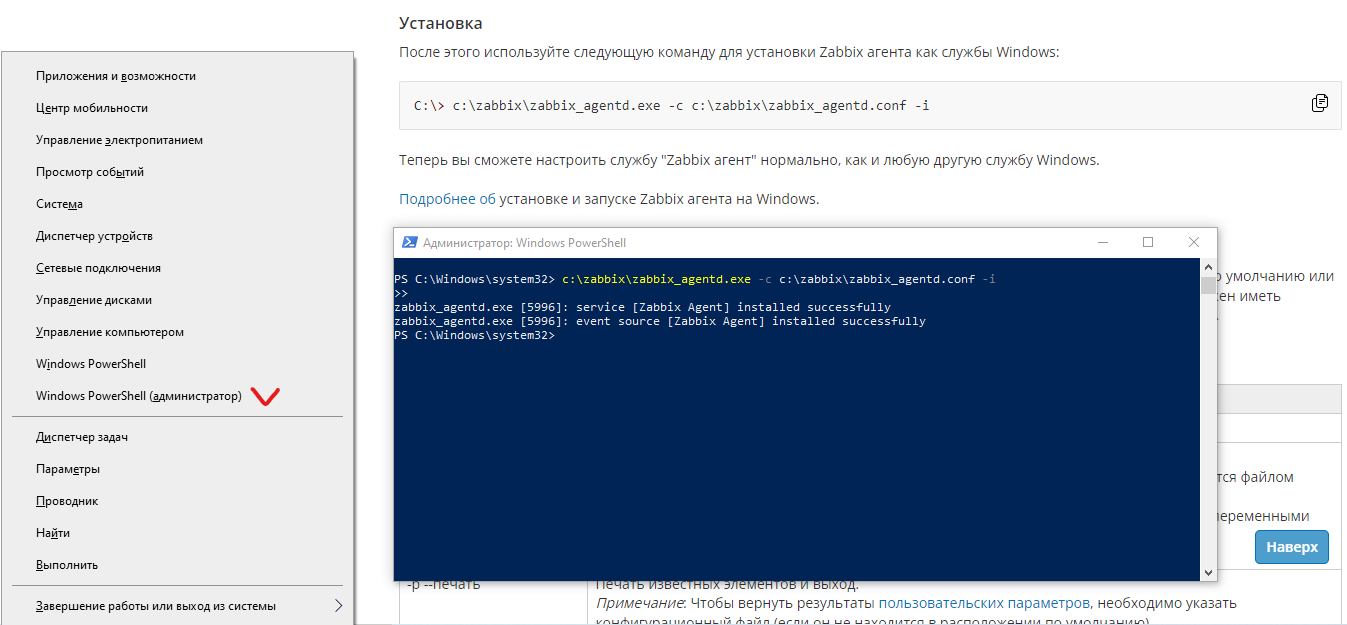 Приложения и возможности
Центр мобильности
Управление электропитанием
Просмотр событий
Система
Диспетчер устройств
Сетевые подключения
Управление дисками
Управление компьютером
Windows PowerShell
Windows PowerShell (администратор)
Диспетчер задач
Параметры
Проводник
Найти
Выполнить
Завершение работы или выход из системы
Установка
После этого используйте следующую команду для установки Zabbix агента как службы Windows:
C:\> c:\zabbix\zabbix_agentd.exe -c c:\zabbix\zabbix_agentd.conf -i
Теперь вы сможете настроить службу "Zabbix агент" нормально, как и любую другую службу Windows.
Подробнее об установке и запуске Zabbix агента на Windows.
Администратор: Windows PowerShell
PS C:\Windows\system32> c:\zabbix\zabbix_agentd.exe -c c:\zabbix\zabbix_agentd.conf -i
>>
zabbix_agentd.exe [5996]: service [Zabbix Agent] installed successfully
zabbix_agentd.exe [5996]: event source [Zabbix Agent] installed successfully
PS C:\Windows\system32>
умолчанию или
иметь
файлом
переменными
Наверх
-p --печать
Печать известных элементов и выход.
Примечание: Чтобы вернуть результаты пользовательских параметров, необходимо указать
конфигурационный файл (если он не находится в расположении по умолчанию)